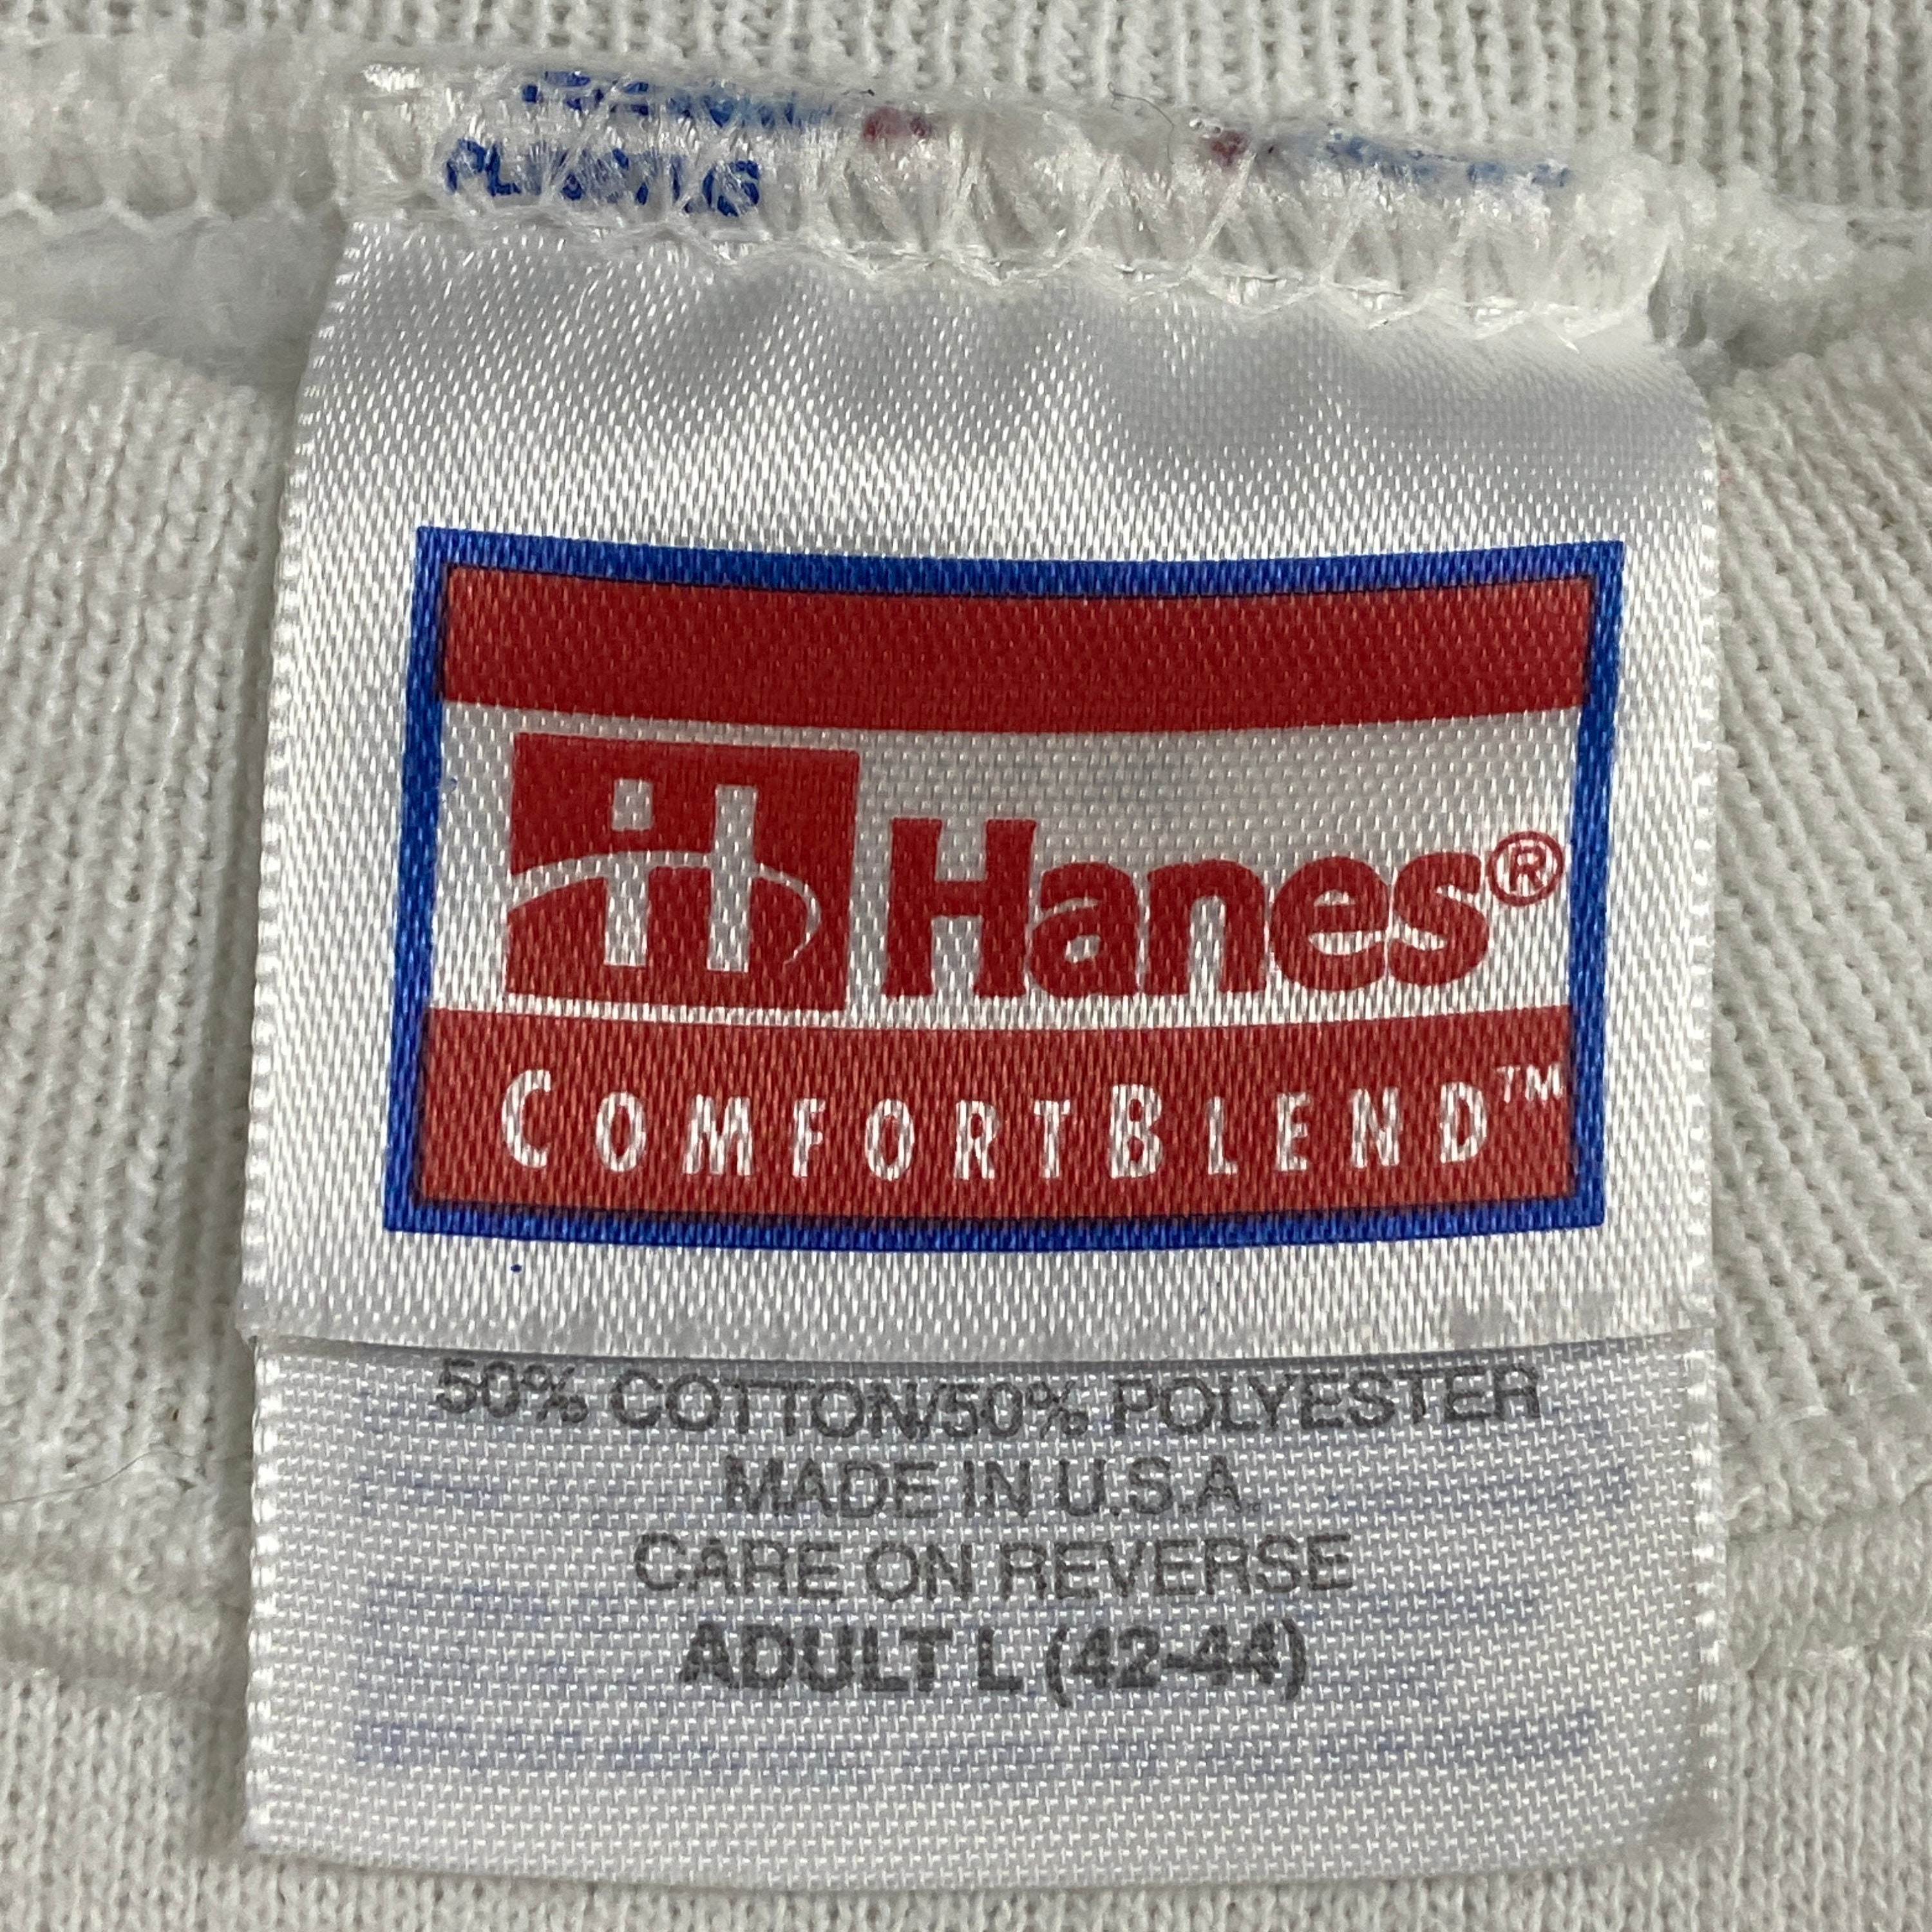 Hanes®
COMFORTBLEND™
50% COTTON/50% POLYESTER
MADE IN U.S.A.
CARE ON REVERSE
ADULT L (42-44)